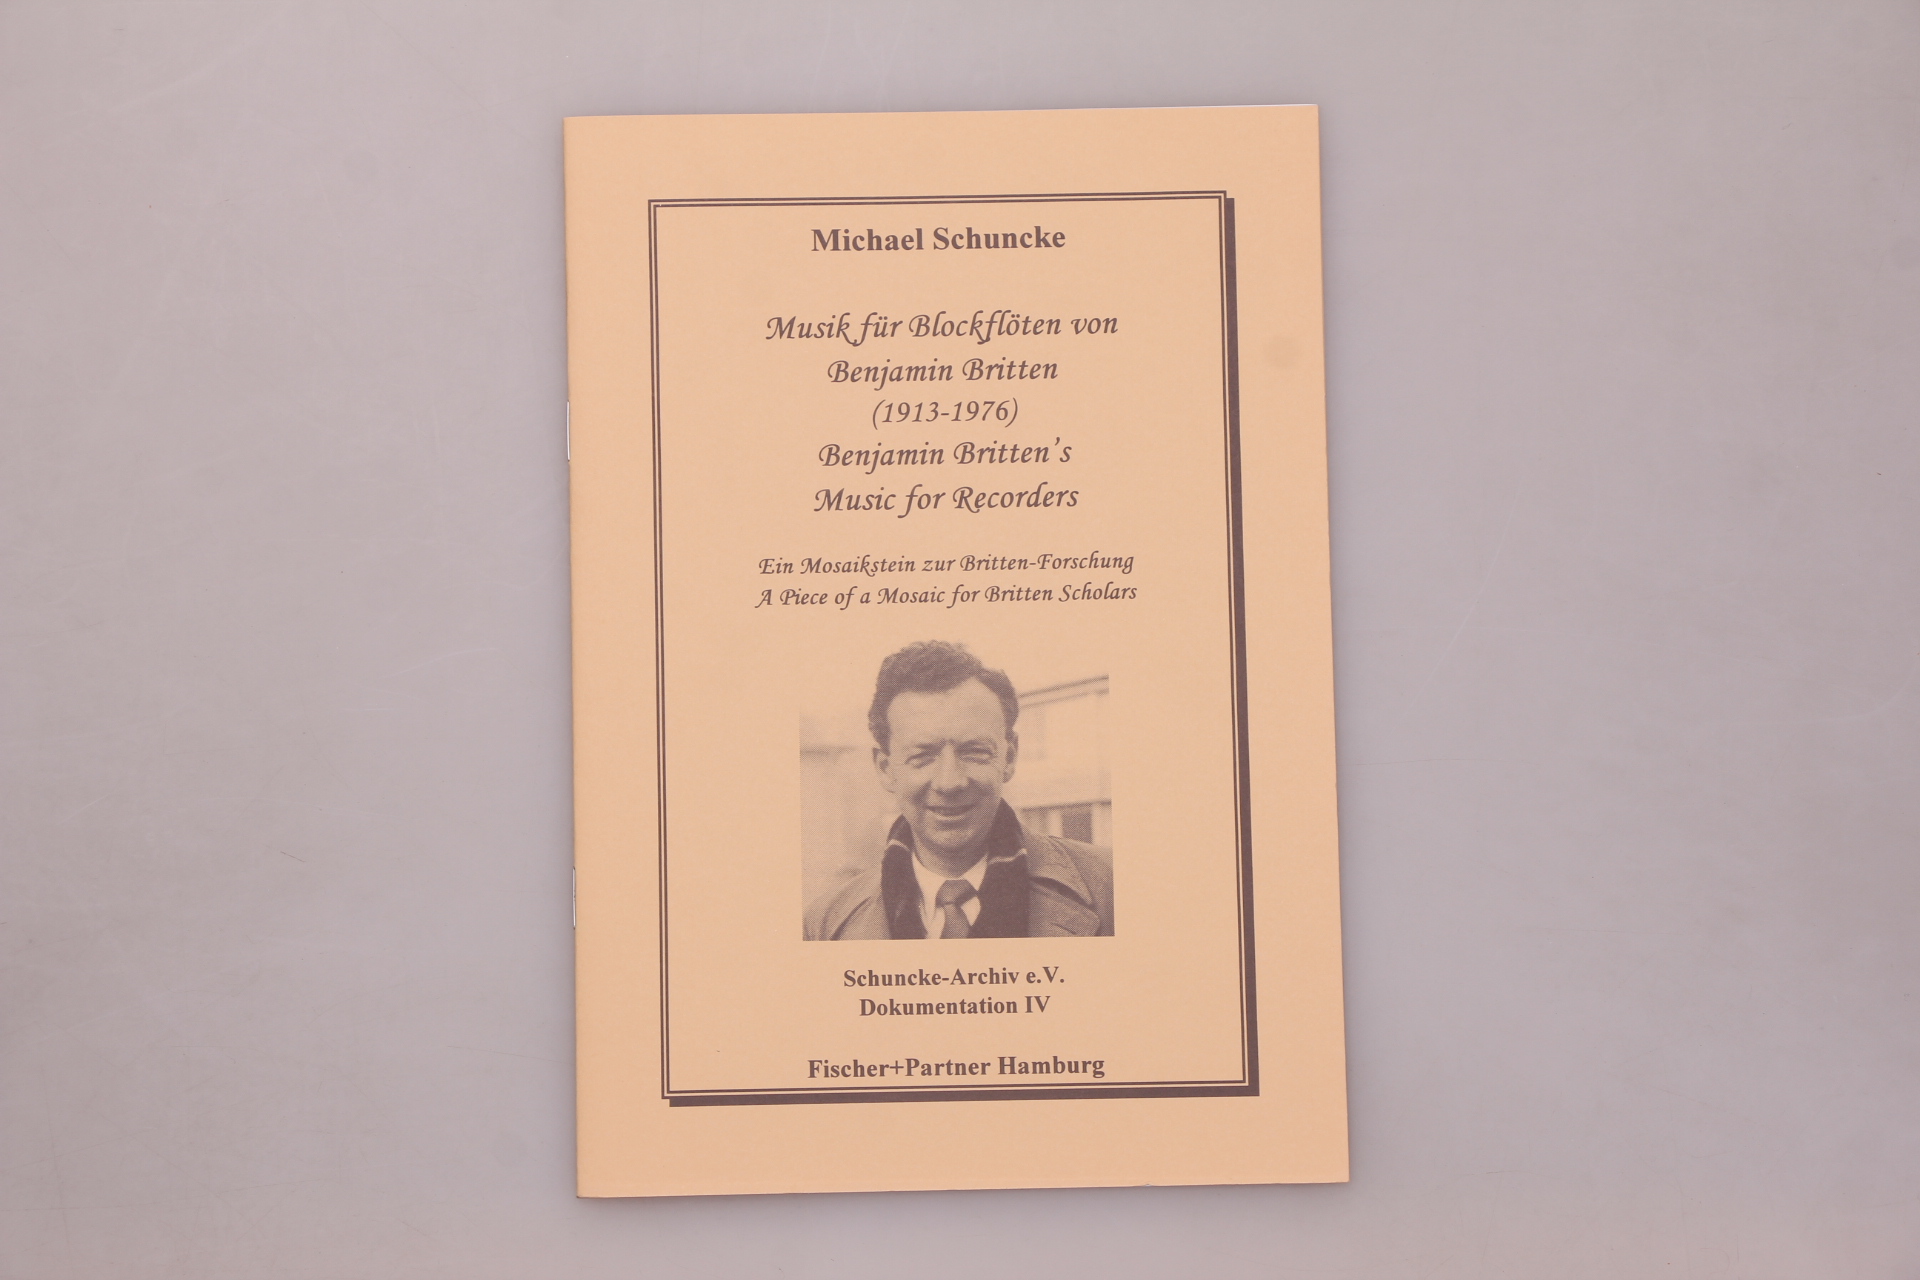 Michael Schuncke
Musik für Blockflöten von
Benjamin Britten
(1913-1976)
Benjamin Britten's
Music for Recorders
Ein Mosaikstein zur Britten-Forschung
A Piece of a Mosaic for Britten Scholars
Schuncke-Archiv e.V.
Dokumentation IV
Fischer+Partner Hamburg